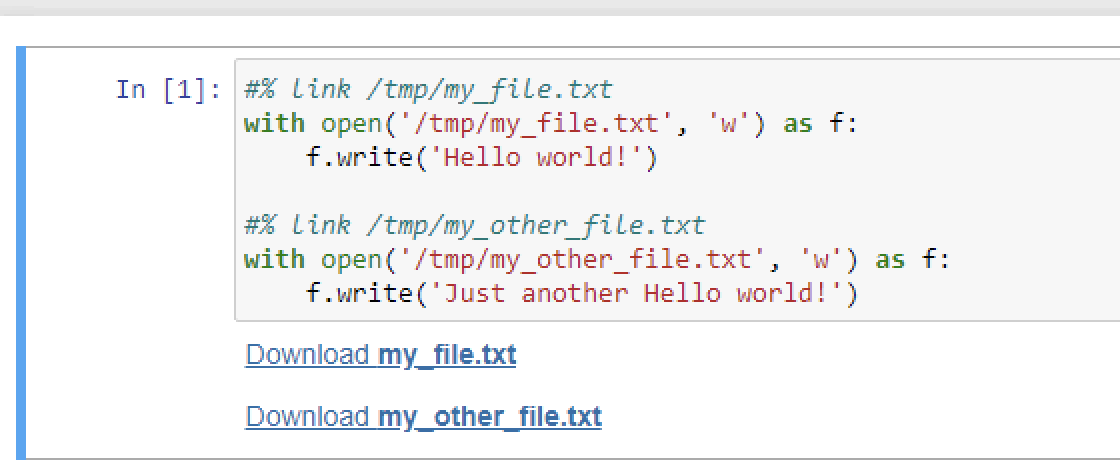 In [1]:
#% link /tmp/my_file.txt
with open('/tmp/my_file.txt', 'w') as f:
    f.write('Hello world!')
#% link /tmp/my_other_file.txt
with open('/tmp/my_other_file.txt', 'w') as f:
    f.write('Just another Hello world!')
Download my_file.txt
Download my_other_file.txt